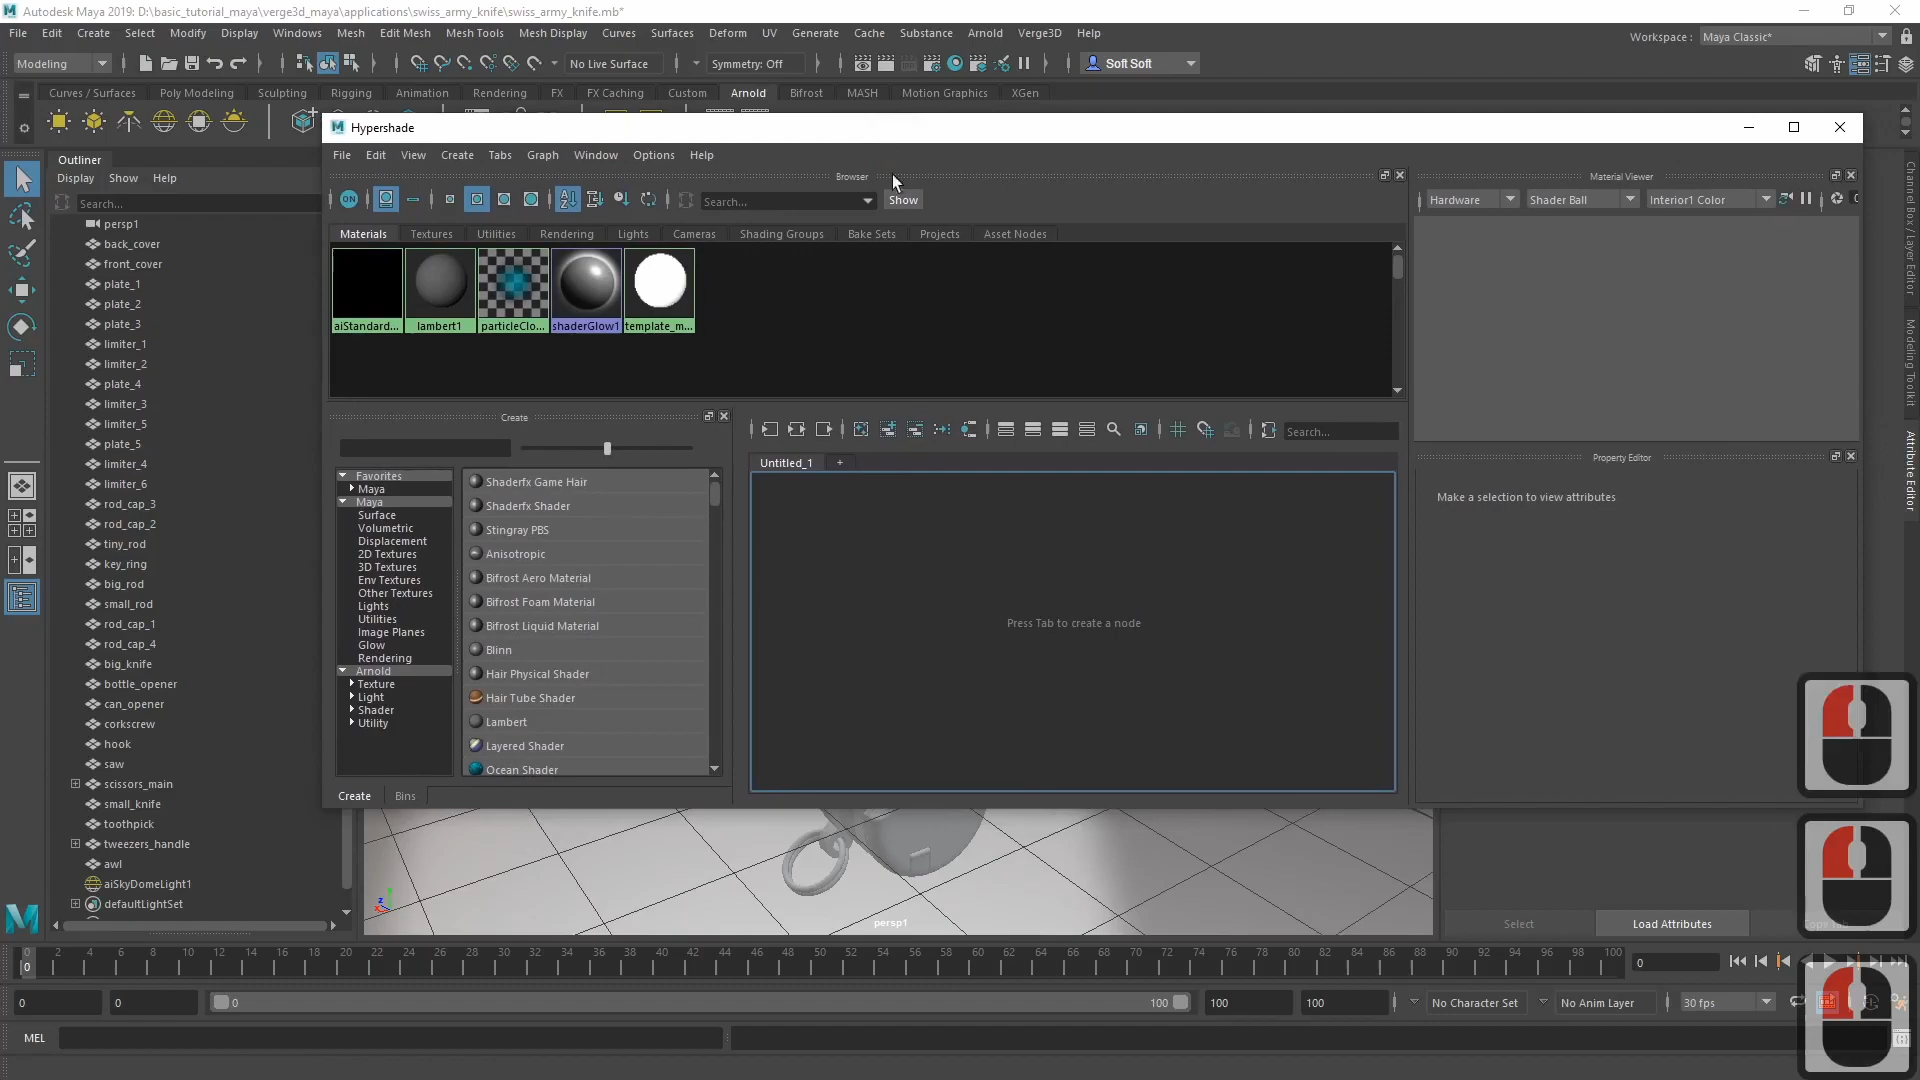 Autodesk Maya 2019: D:\basic_tutorial_maya\verge3d_maya\applications\swiss_army_knife\swiss_army_knife.mb*
File Edit Create Select Modify Display Windows Mesh Edit Mesh Mesh Tools Mesh Display Curves Surfaces Deform UV Generate Cache Substance Arnold Verge3D Help
Workspace : Maya Classic*
Modeling No Live Surface Symmetry: Off Soft Soft
Curves / Surfaces Poly Modeling Sculpting Rigging Animation Rendering FX FX Caching Custom Arnold Bifrost MASH Motion Graphics XGen
Hypershade
File Edit View Create Tabs Graph Window Options Help
Outliner
Display Show Help
Search...
persp1
back_cover
front_cover
plate_1
plate_2
plate_3
limiter_1
limiter_2
plate_4
limiter_3
limiter_5
plate_5
limiter_4
limiter_6
rod_cap_3
rod_cap_2
tiny_rod
key_ring
big_rod
small_rod
rod_cap_1
rod_cap_4
big_knife
bottle_opener
can_opener
corkscrew
hook
saw
scissors_main
small_knife
toothpick
tweezers_handle
awl
aiSkyDomeLight1
defaultLightSet
Browser
ON Search... Show
Materials Textures Utilities Rendering Lights Cameras Shading Groups Bake Sets Projects Asset Nodes
aiStandard... lambert1 particleClo... shaderGlow1 template_m...
Create
Favorites
Maya
Maya
Surface
Volumetric
Displacement
2D Textures
3D Textures
Env Textures
Other Textures
Lights
Utilities
Image Planes
Glow
Rendering
Arnold
Texture
Light
Shader
Utility
Shaderfx Game Hair
Shaderfx Shader
Stingray PBS
Anisotropic
Bifrost Aero Material
Bifrost Foam Material
Bifrost Liquid Material
Blinn
Hair Physical Shader
Hair Tube Shader
Lambert
Layered Shader
Ocean Shader
Create Bins
Search...
Untitled_1 +
Press Tab to create a node
Material Viewer
Hardware Shader Ball Interior1 Color
Property Editor
Make a selection to view attributes
Channel Box / Layer Editor
Modeling Toolkit
Attribute Editor
z
persp1
Select Load Attributes
0 2 4 6 8 10 12 14 16 18 20 22 24 26 28 30 32 34 36 38 40 42 44 46 48 50 52 54 56 58 60 62 64 66 68 70 72 74 76 78 80 82 84 86 88 90 92 94 96 98 100
0 0
0 0 0 100 100 100 No Character Set No Anim Layer 30 fps
MEL